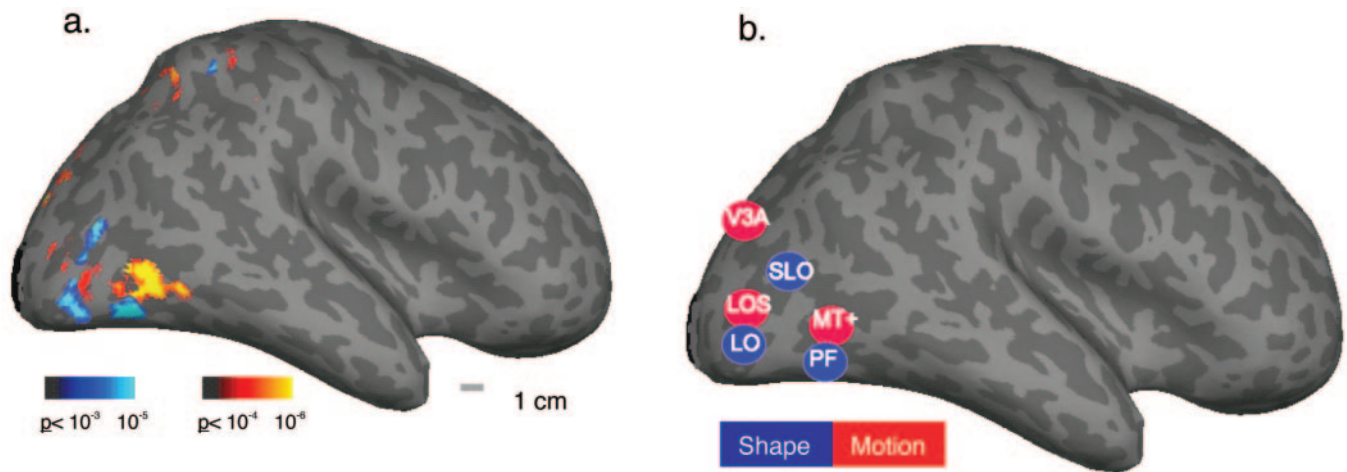 a.
p< 10⁻³ 10⁻⁵
p< 10⁻⁴ 10⁻⁶
1 cm
b.
V3A
SLO
LOS
MT+
LO
PF
Shape Motion